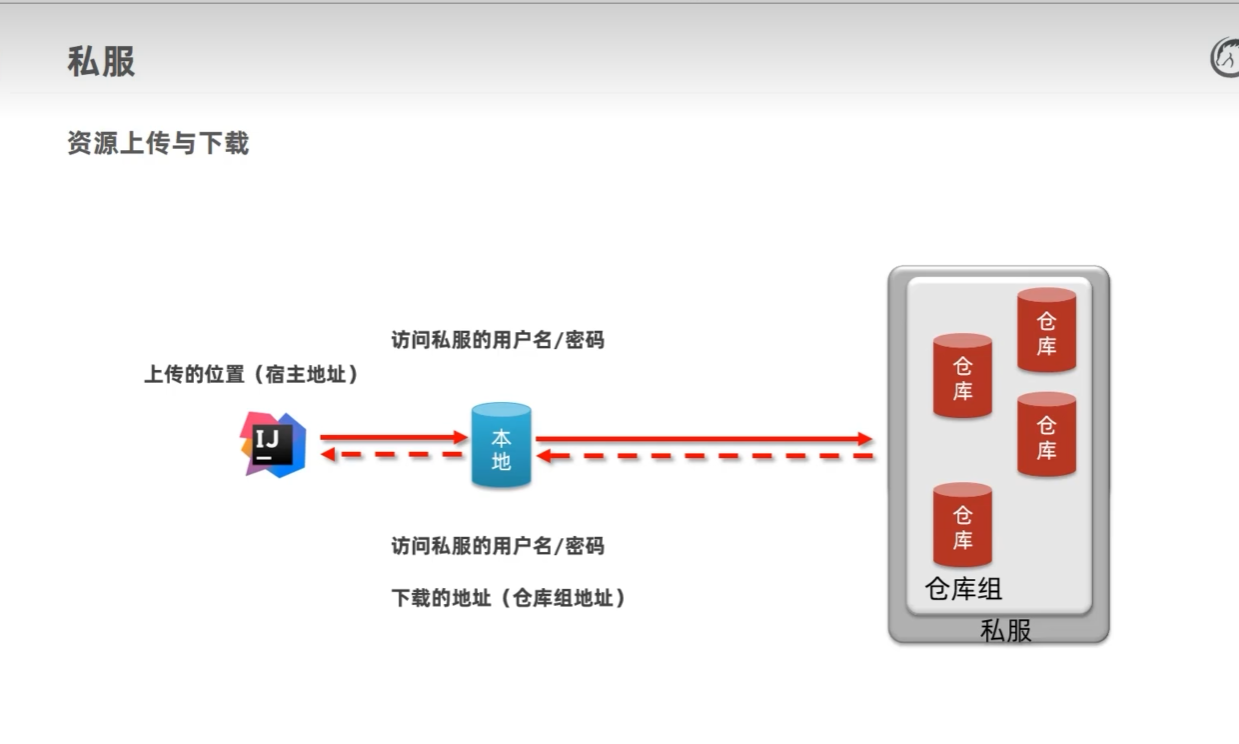 私服
资源上传与下载
访问私服的用户名/密码
上传的位置（宿主地址）
IJ
本地
仓库
仓库
仓库
仓库
访问私服的用户名/密码
下载的地址（仓库组地址）
仓库组
私服